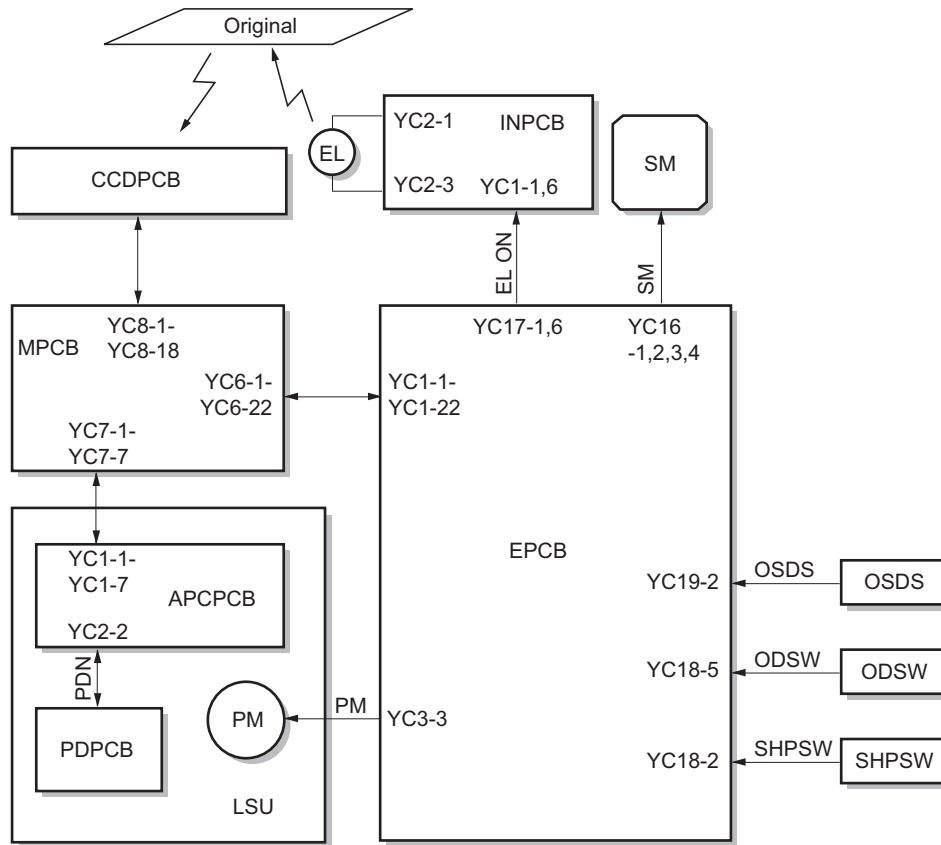 Original
YC2-1
INPCB
EL
YC2-3
YC1-1,6
SM
CCDPCB
EL ON
SM
YC8-1-
YC8-18
MPCB
YC6-1-
YC6-22
YC7-1-
YC7-7
YC17-1,6
YC16
-1,2,3,4
YC1-1-
YC1-22
EPCB
YC1-1-
YC1-7
APCPCB
YC2-2
PDN
PDPCB
PM
LSU
PM
YC3-3
YC19-2
OSDS
OSDS
YC18-5
ODSW
ODSW
YC18-2
SHPSW
SHPSW